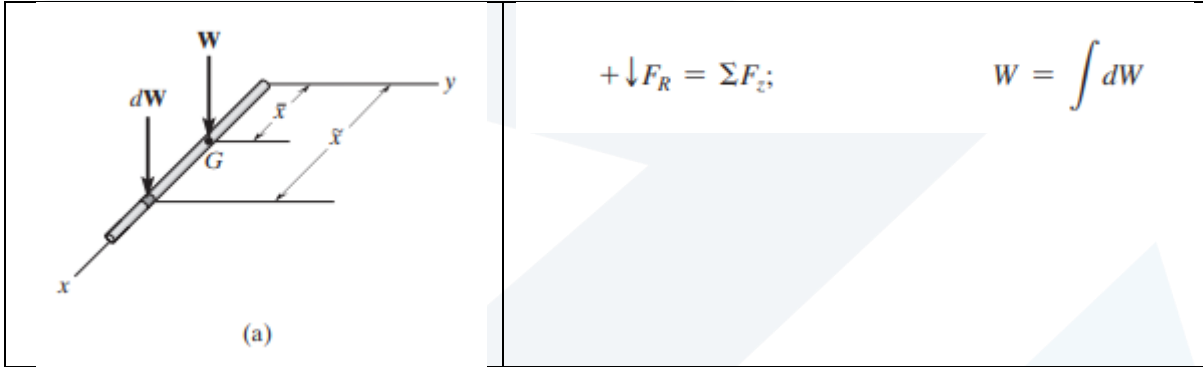 W
y
dW
x̄
x̃
G
x
(a)
+↓F_R = ΣF_z; W = ∫dW